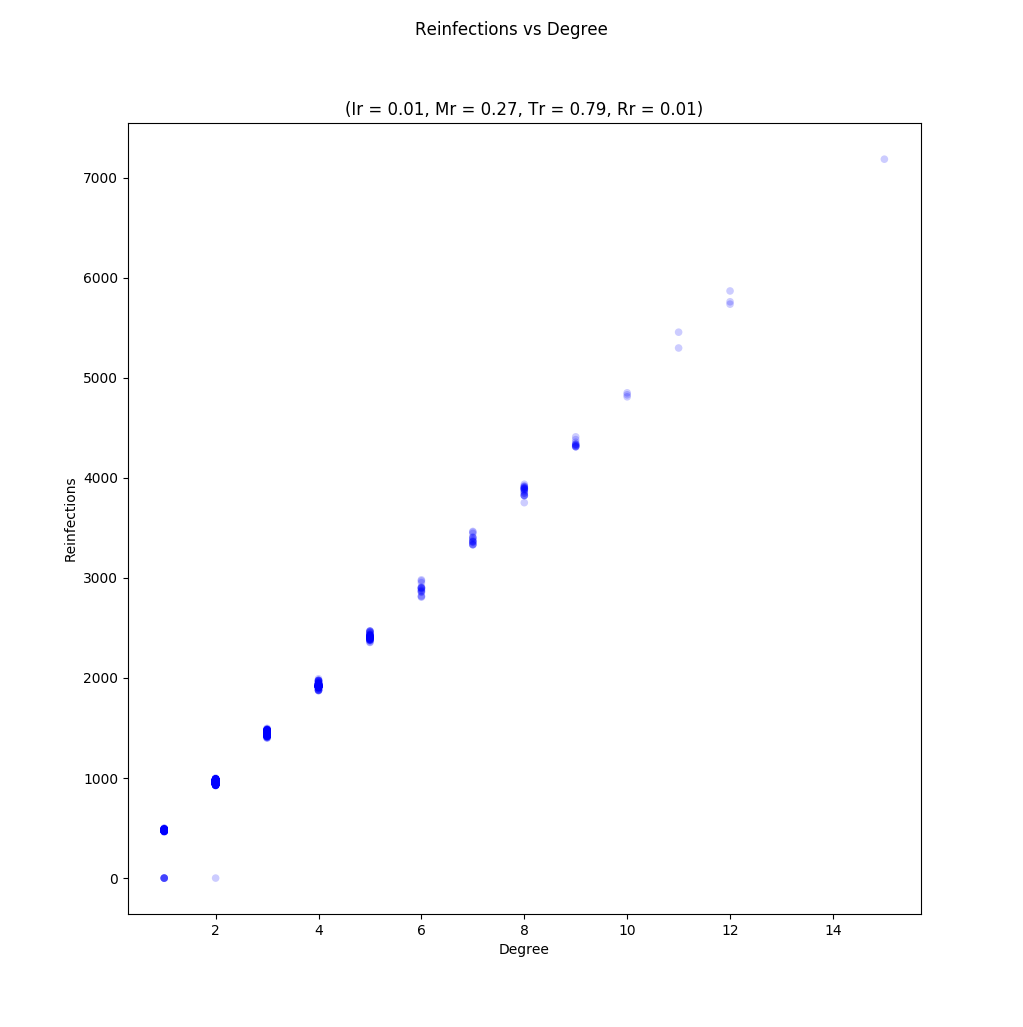 Reinfections vs Degree
(Ir = 0.01, Mr = 0.27, Tr = 0.79, Rr = 0.01)
7000
6000
5000
4000
3000
2000
1000
0
Reinfections
2 4 6 8 10 12 14
Degree